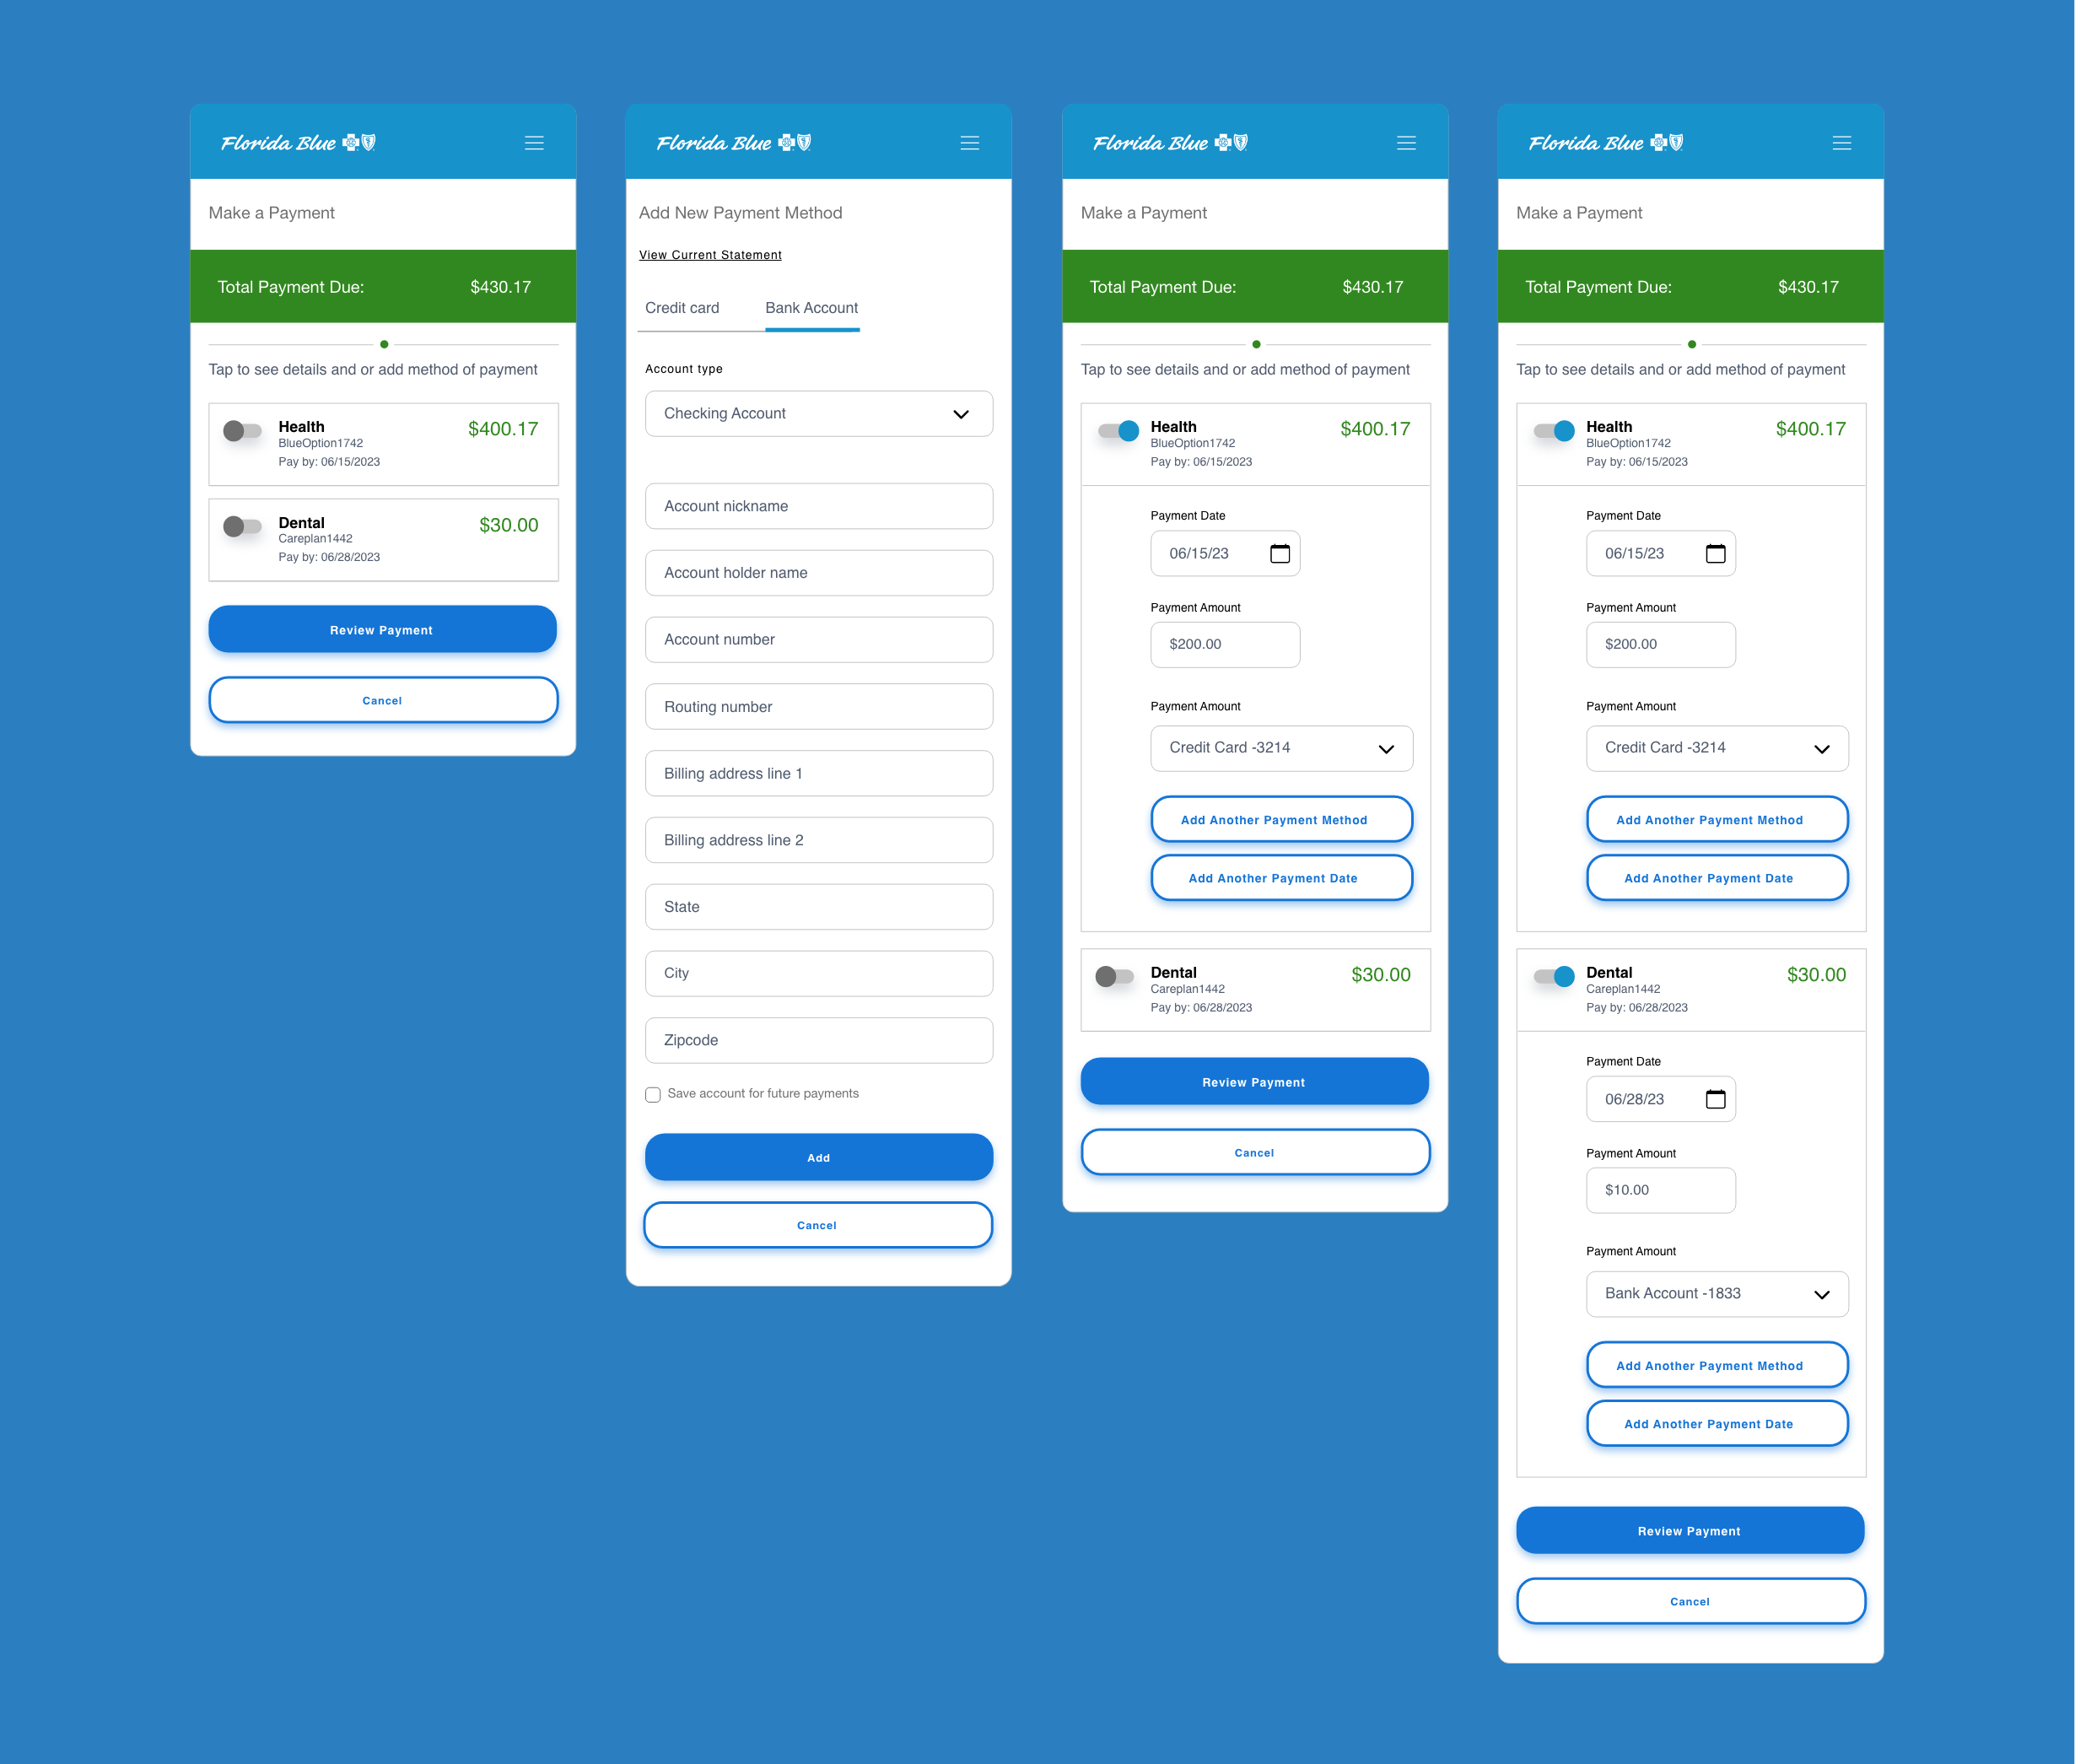 Florida Blue
Make a Payment
Total Payment Due: $430.17
Tap to see details and or add method of payment
Health $400.17
BlueOption1742
Pay by: 06/15/2023
Dental $30.00
Careplan1442
Pay by: 06/28/2023
Review Payment
Cancel
Florida Blue
Add New Payment Method
View Current Statement
Credit card Bank Account
Account type
Checking Account
Account nickname
Account holder name
Account number
Routing number
Billing address line 1
Billing address line 2
State
City
Zipcode
Save account for future payments
Add
Cancel
Florida Blue
Make a Payment
Total Payment Due: $430.17
Tap to see details and or add method of payment
Health $400.17
BlueOption1742
Pay by: 06/15/2023
Payment Date
06/15/23
Payment Amount
$200.00
Payment Amount
Credit Card -3214
Add Another Payment Method
Add Another Payment Date
Dental $30.00
Careplan1442
Pay by: 06/28/2023
Review Payment
Cancel
Florida Blue
Make a Payment
Total Payment Due: $430.17
Tap to see details and or add method of payment
Health $400.17
BlueOption1742
Pay by: 06/15/2023
Payment Date
06/15/23
Payment Amount
$200.00
Payment Amount
Credit Card -3214
Add Another Payment Method
Add Another Payment Date
Dental $30.00
Careplan1442
Pay by: 06/28/2023
Payment Date
06/28/23
Payment Amount
$10.00
Payment Amount
Bank Account -1833
Add Another Payment Method
Add Another Payment Date
Review Payment
Cancel